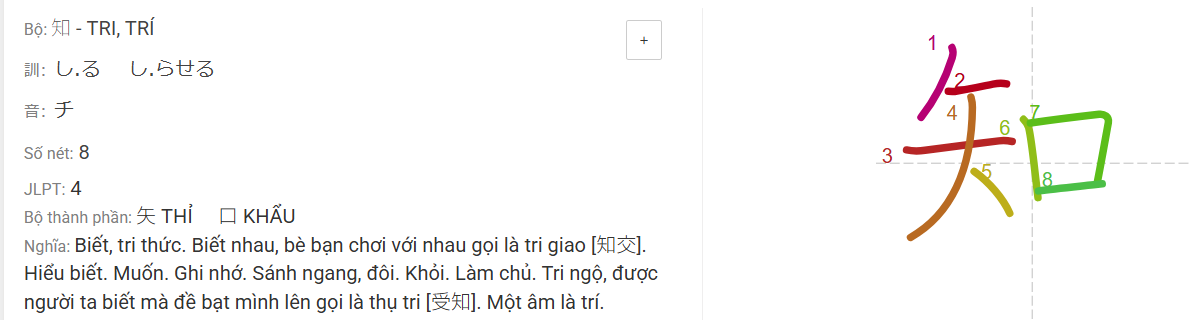 Bộ: 知 - TRI, TRÍ
+
訓: し.る し.らせる
音: チ
Số nét: 8
JLPT: 4
Bộ thành phần: 矢 THỈ 口 KHẨU
Nghĩa: Biết, tri thức. Biết nhau, bè bạn chơi với nhau gọi là tri giao [知交].
Hiểu biết. Muốn. Ghi nhớ. Sánh ngang, đôi. Khỏi. Làm chủ. Tri ngộ, được
người ta biết mà đề bạt mình lên gọi là thụ tri [受知]. Một âm là trí.
知
1
2
3
4
5
6
7
8